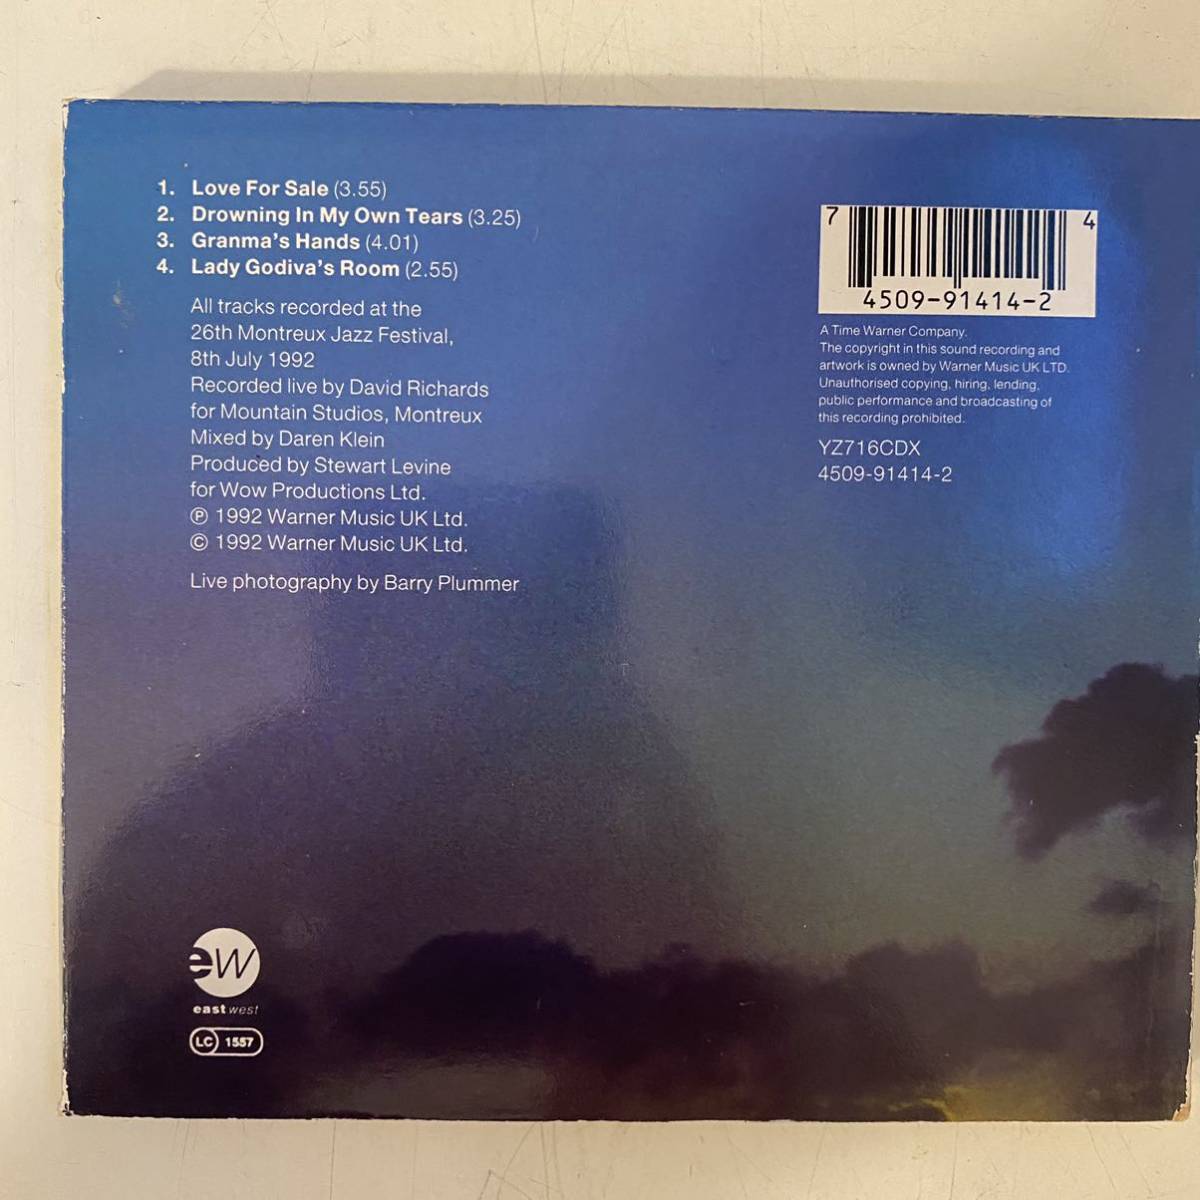 1. Love For Sale (3.55)
2. Drowning In My Own Tears (3.25)
3. Granma's Hands (4.01)
4. Lady Godiva's Room (2.55)
All tracks recorded at the
26th Montreux Jazz Festival,
8th July 1992
Recorded live by David Richards
for Mountain Studios, Montreux
Mixed by Daren Klein
Produced by Stewart Levine
for Wow Productions Ltd.
℗ 1992 Warner Music UK Ltd.
© 1992 Warner Music UK Ltd.
Live photography by Barry Plummer
7 4
4509-91414-2
A Time Warner Company.
The copyright in this sound recording and
artwork is owned by Warner Music UK LTD.
Unauthorised copying, hiring, lending,
public performance and broadcasting of
this recording prohibited.
YZ716CDX
4509-91414-2
ew
east west
LC 1557